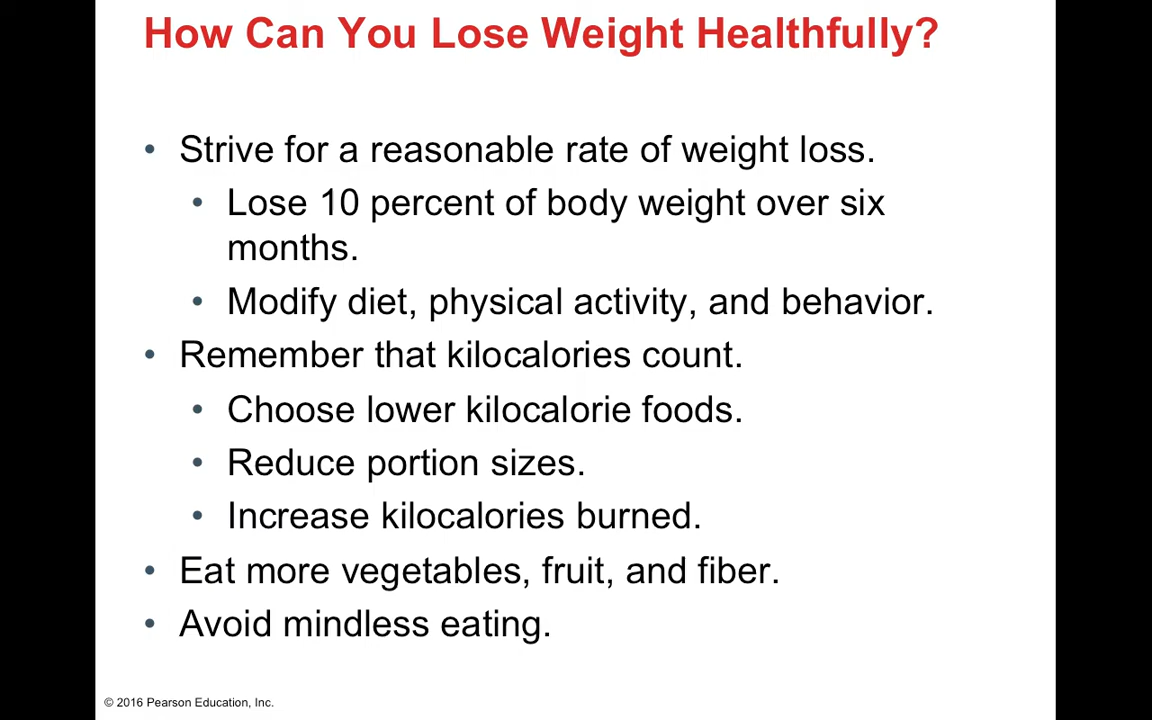 How Can You Lose Weight Healthfully?
• Strive for a reasonable rate of weight loss.
• Lose 10 percent of body weight over six
months.
• Modify diet, physical activity, and behavior.
• Remember that kilocalories count.
• Choose lower kilocalorie foods.
• Reduce portion sizes.
• Increase kilocalories burned.
• Eat more vegetables, fruit, and fiber.
• Avoid mindless eating.
© 2016 Pearson Education, Inc.